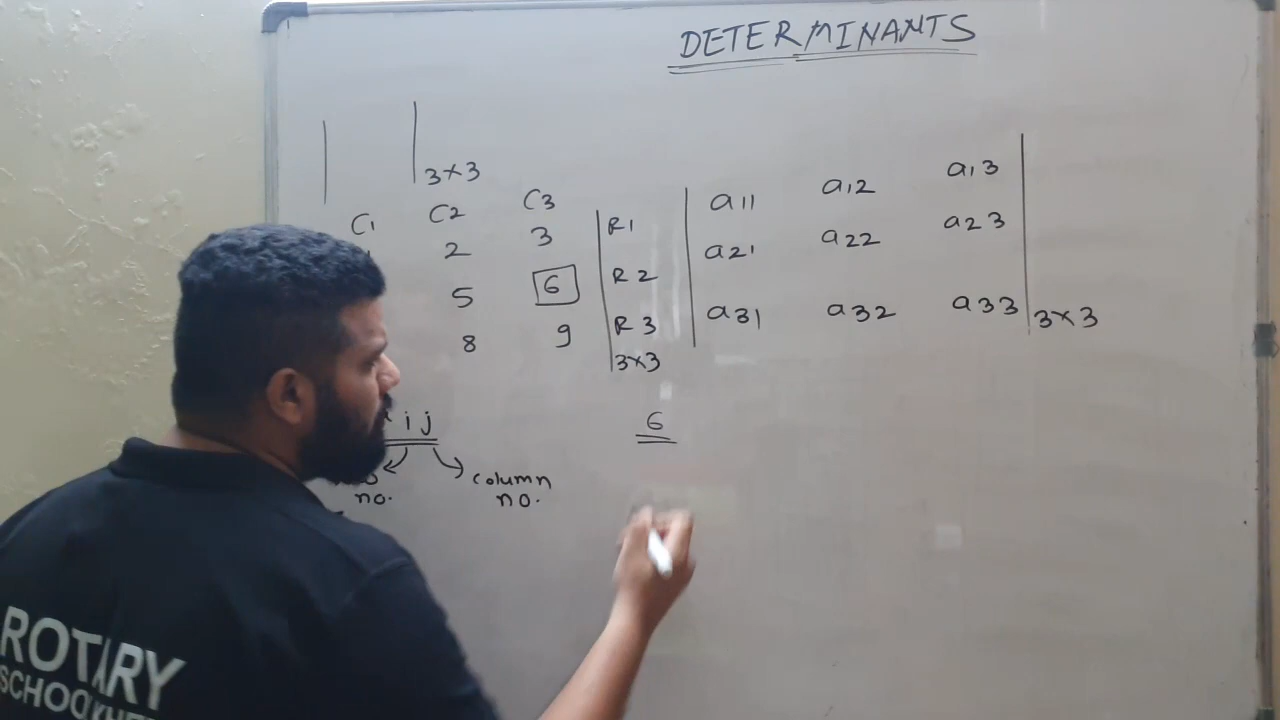 DETERMINANTS
3×3
C1 C2 C3
2 3 R1
5 6 R2
8 9 R3
3×3
a11 a12 a13
a21 a22 a23
a31 a32 a33
3×3
ij
no.
column
no.
6
ROTARY